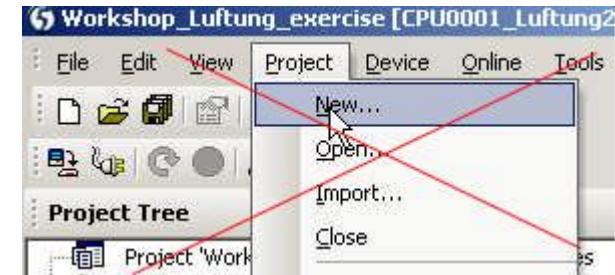 Workshop_Luftung_exercise [CPU0001_Luftung2
File Edit View Project Device Online Tools
New...
Open...
Import...
Close
Project Tree
Project 'Work
es